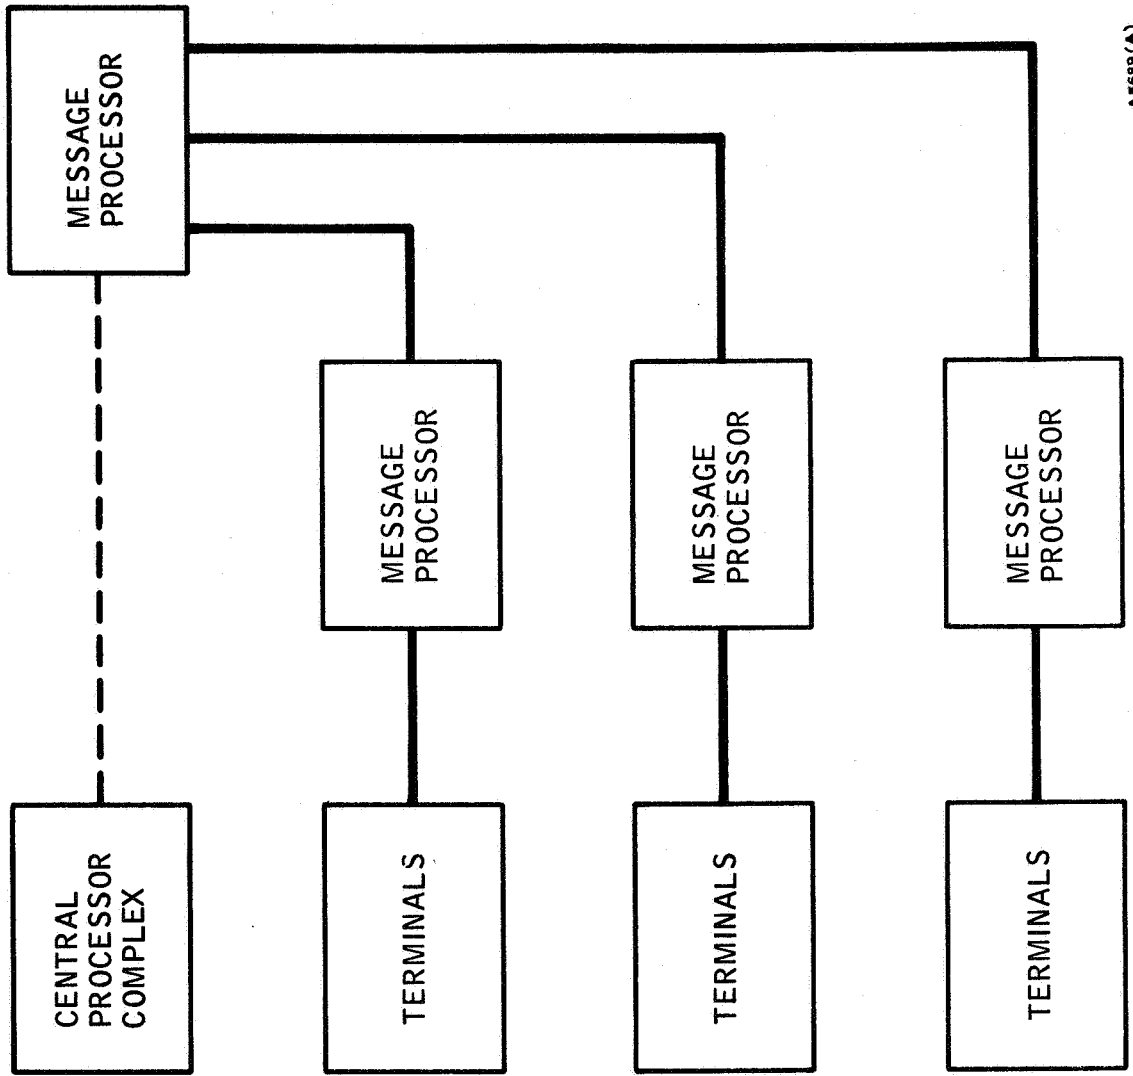 CENTRAL
PROCESSOR
COMPLEX
MESSAGE
PROCESSOR
TERMINALS
MESSAGE
PROCESSOR
TERMINALS
MESSAGE
PROCESSOR
TERMINALS
MESSAGE
PROCESSOR